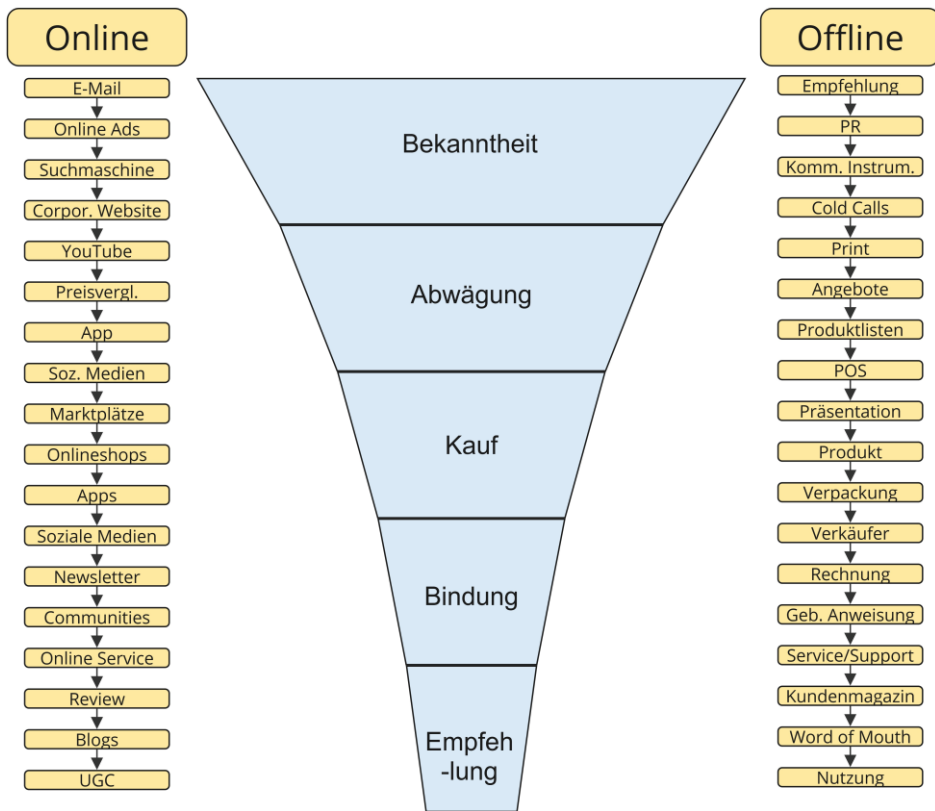 Online
E-Mail
Online Ads
Suchmaschine
Corpor. Website
YouTube
Preisvergl.
App
Soz. Medien
Marktplätze
Onlineshops
Apps
Soziale Medien
Newsletter
Communities
Online Service
Review
Blogs
UGC
Bekanntheit
Abwägung
Kauf
Bindung
Empfeh
-lung
Offline
Empfehlung
PR
Komm. Instrum.
Cold Calls
Print
Angebote
Produktlisten
POS
Präsentation
Produkt
Verpackung
Verkäufer
Rechnung
Geb. Anweisung
Service/Support
Kundenmagazin
Word of Mouth
Nutzung